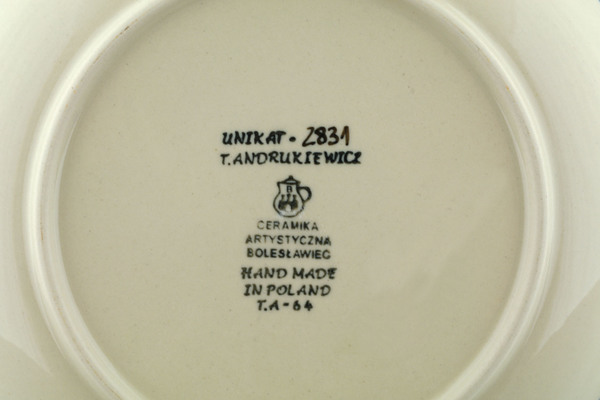 UNIKAT - 2831
T. ANDRUKIEWICZ
B
CERAMIKA
ARTYSTYCZNA
BOLESŁAWIEC
HAND MADE
IN POLAND
T.A-64